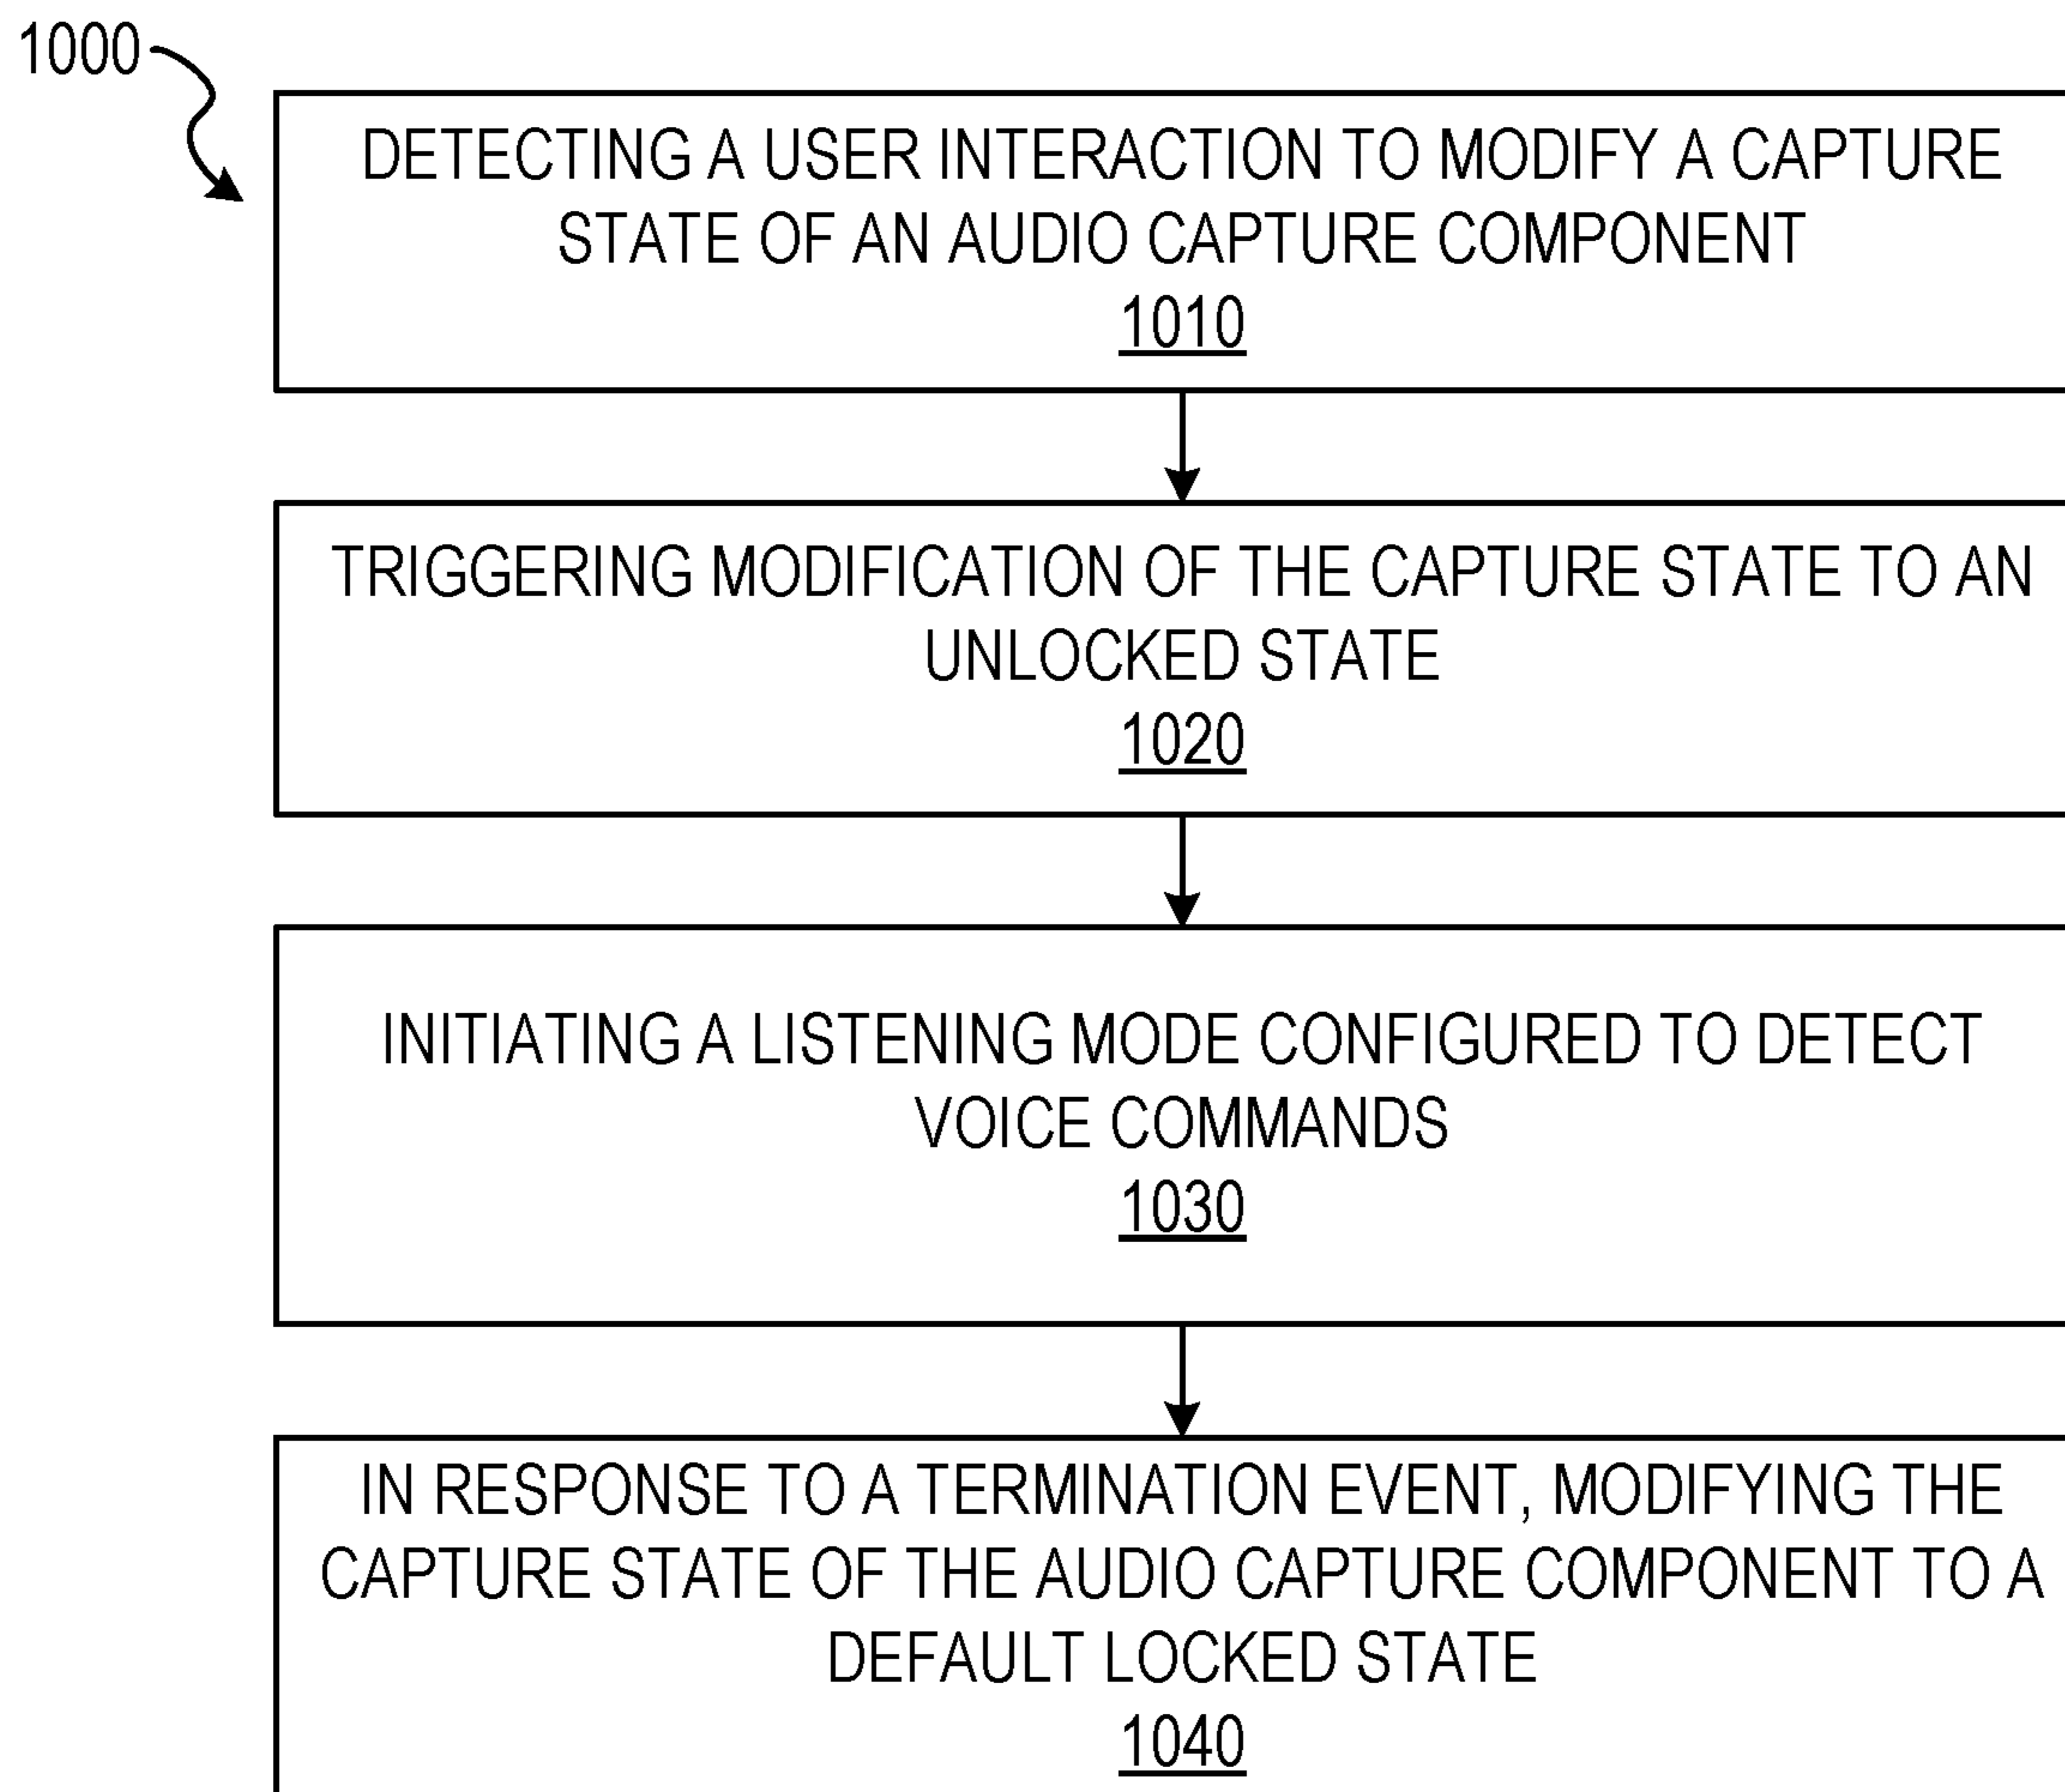 1000
DETECTING A USER INTERACTION TO MODIFY A CAPTURE
STATE OF AN AUDIO CAPTURE COMPONENT
1010
TRIGGERING MODIFICATION OF THE CAPTURE STATE TO AN
UNLOCKED STATE
1020
INITIATING A LISTENING MODE CONFIGURED TO DETECT
VOICE COMMANDS
1030
IN RESPONSE TO A TERMINATION EVENT, MODIFYING THE
CAPTURE STATE OF THE AUDIO CAPTURE COMPONENT TO A
DEFAULT LOCKED STATE
1040